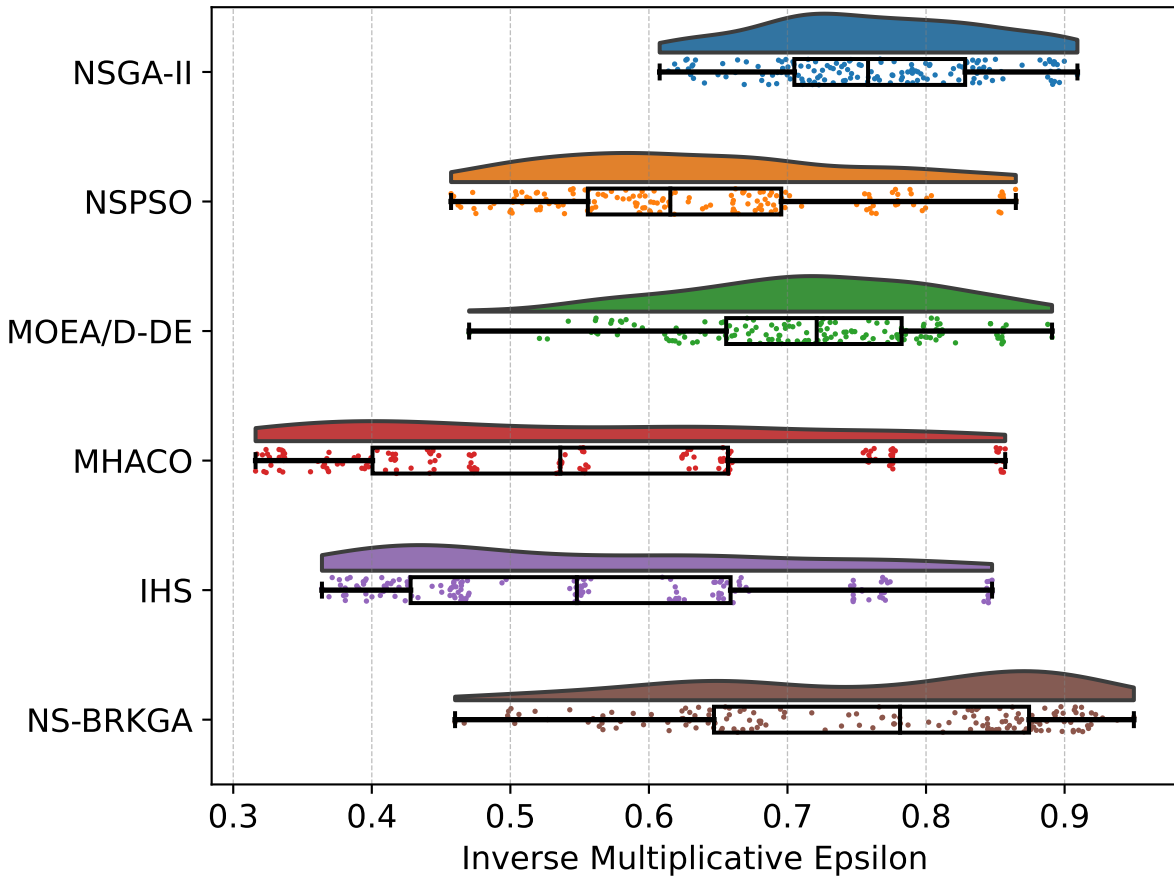 NSGA-II
NSPSO
MOEA/D-DE
MHACO
IHS
NS-BRKGA
0.3 0.4 0.5 0.6 0.7 0.8 0.9
Inverse Multiplicative Epsilon